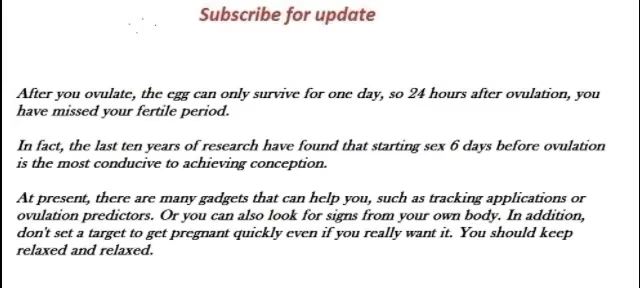 Subscribe for update
After you ovulate, the egg can only survive for one day, so 24 hours after ovulation, you
have missed your fertile period.
In fact, the last ten years of research have found that starting sex 6 days before ovulation
is the most conducive to achieving conception.
At present, there are many gadgets that can help you, such as tracking applications or
ovulation predictors. Or you can also look for signs from your own body. In addition,
don't set a target to get pregnant quickly even if you really want it. You should keep
relaxed and relaxed.